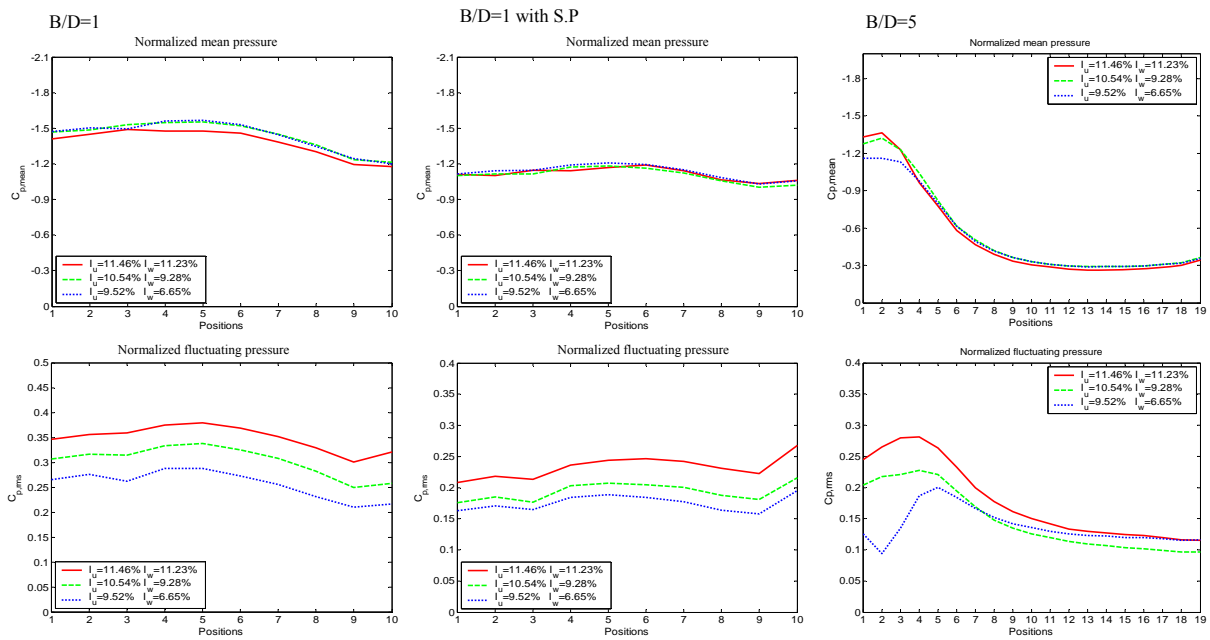 B/D=1
B/D=1 with S.P
B/D=5
Normalized mean pressure
-2.1
-1.8
-1.5
-1.2
-0.9
-0.6
-0.3
0
C p,mean
I u =11.46% I w =11.23%
I u =10.54% I w =9.28%
I u =9.52% I w =6.65%
1 2 3 4 5 6 7 8 9 10
Positions
Normalized mean pressure
-2.1
-1.8
-1.5
-1.2
-0.9
-0.6
-0.3
0
C p,mean
I u =11.46% I w =11.23%
I u =10.54% I w =9.28%
I u =9.52% I w =6.65%
1 2 3 4 5 6 7 8 9 10
Positions
Normalized mean pressure
I u =11.46% I w =11.23%
I u =10.54% I w =9.28%
I u =9.52% I w =6.65%
-1.8
-1.5
-1.2
-0.9
-0.6
-0.3
0
Cp,mean
1 2 3 4 5 6 7 8 9 10 11 12 13 14 15 16 17 18 19
Positions
Normalized fluctuating pressure
0.5
0.45
0.4
0.35
0.3
0.25
0.2
0.15
0.1
0.05
0
C p,rms
I u =11.46% I w =11.23%
I u =10.54% I w =9.28%
I u =9.52% I w =6.65%
1 2 3 4 5 6 7 8 9 10
Positions
Normalized fluctuating pressure
0.4
0.35
0.3
0.25
0.2
0.15
0.1
0.05
0
C p,rms
I u =11.46% I w =11.23%
I u =10.54% I w =9.28%
I u =9.52% I w =6.65%
1 2 3 4 5 6 7 8 9 10
Positions
Normalized fluctuating pressure
I u =11.46% I w =11.23%
I u =10.54% I w =9.28%
I u =9.52% I w =6.65%
0.4
0.35
0.3
0.25
0.2
0.15
0.1
0.05
0
Cp,rms
1 2 3 4 5 6 7 8 9 10 11 12 13 14 15 16 17 18 19
Positions